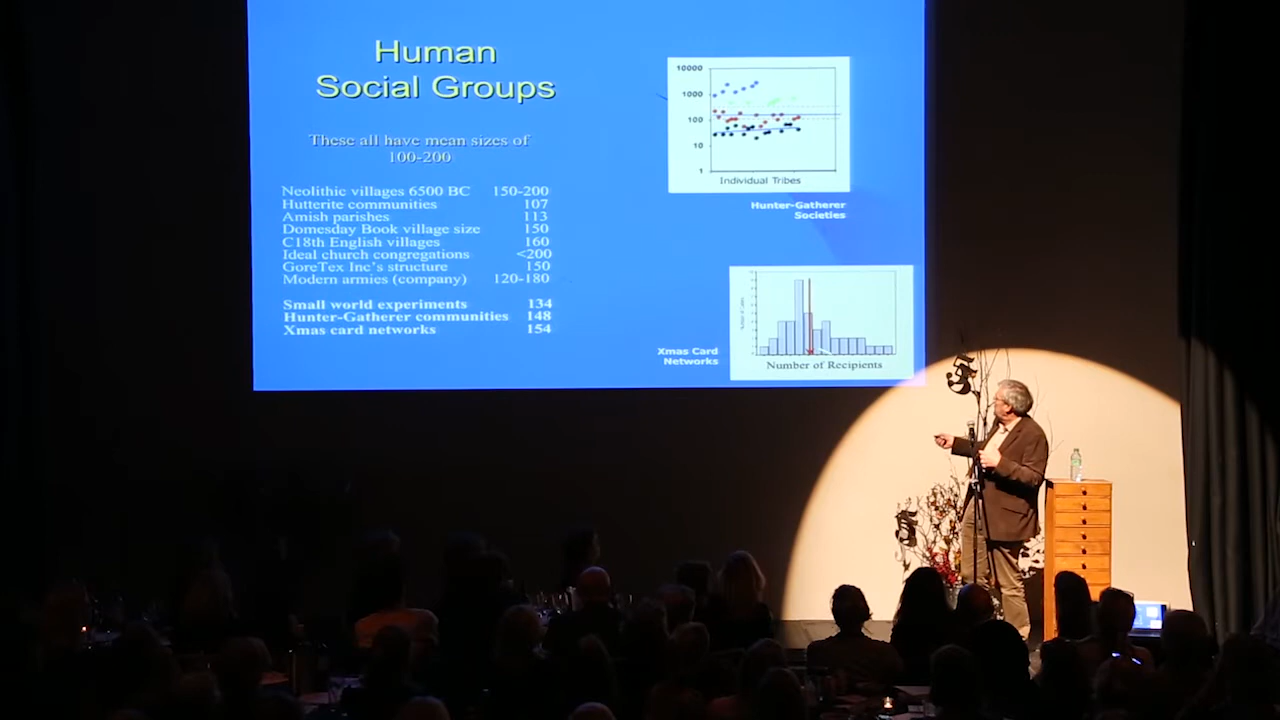 Human
Social Groups
These all have mean sizes of
100-200
Neolithic villages 6500 BC 150-200
Hutterite communities 107
Amish parishes 113
Domesday Book village size 150
C18th English villages 160
Ideal church congregations <200
GoreTex Inc's structure 150
Modern armies (company) 120-180
Small world experiments 134
Hunter-Gatherer communities 148
Xmas card networks 154
10000
1000
100
10
1
Individual Tribes
Hunter-Gatherer
Societies
Xmas Card
Networks
Number of Recipients